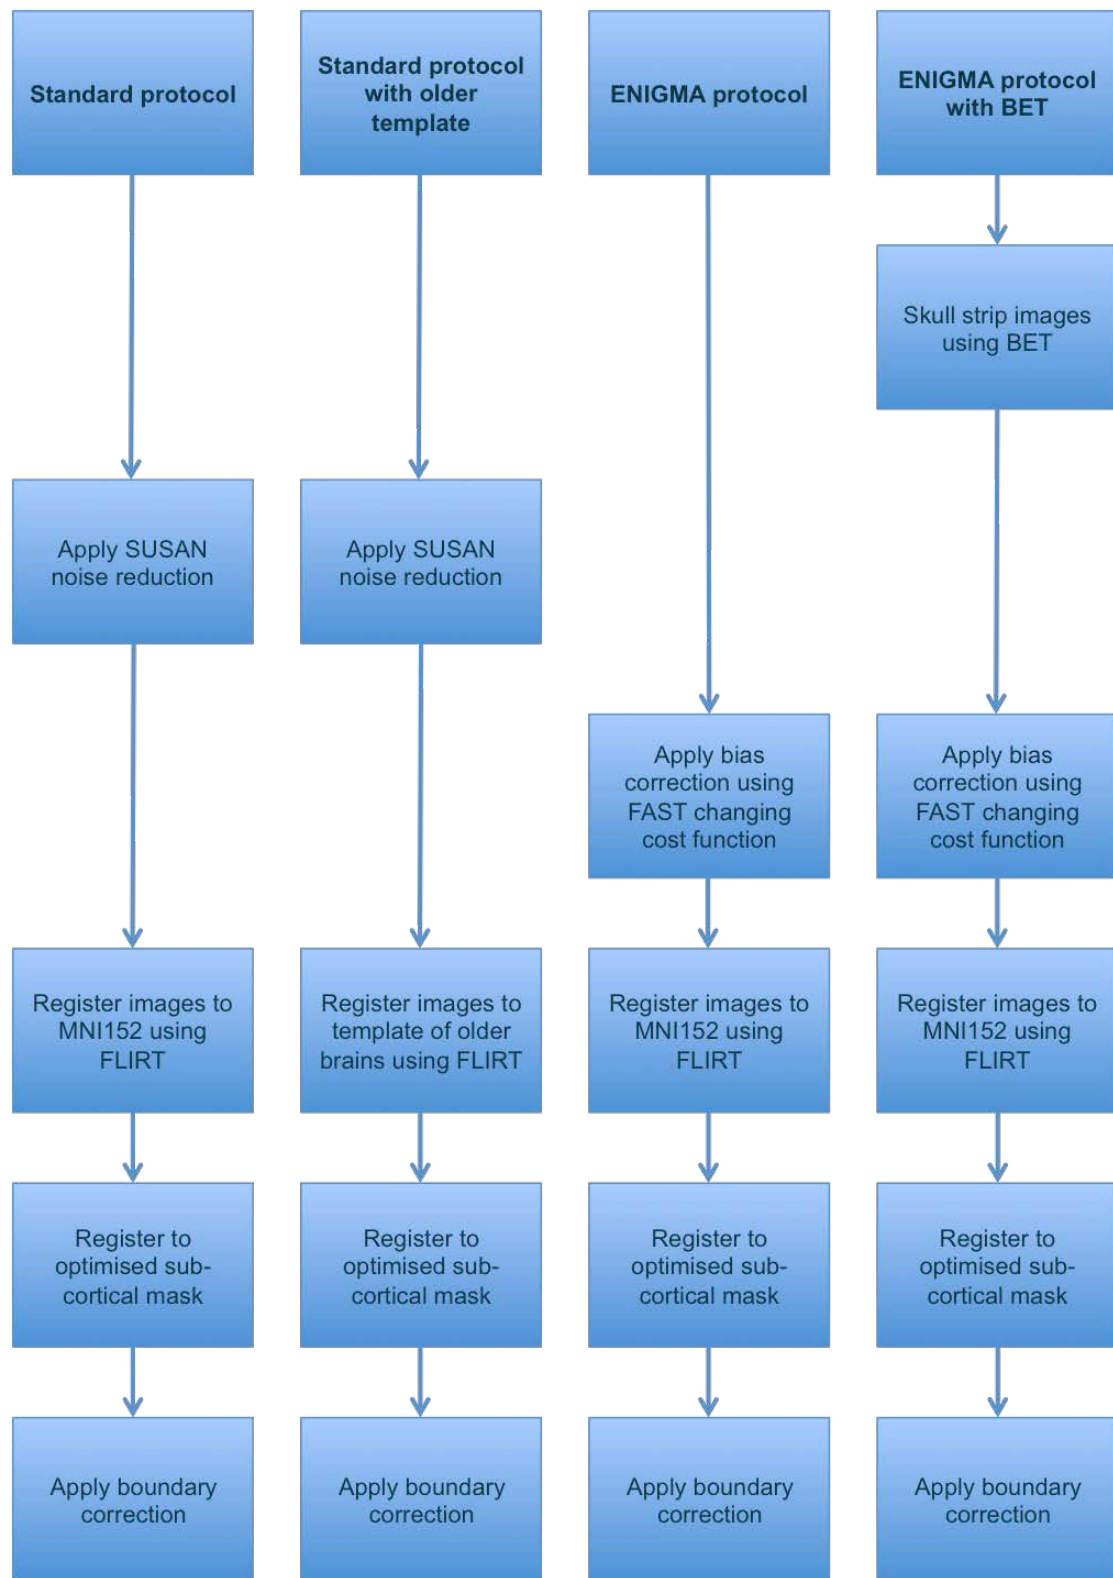 Standard protocol
Standard protocol
with older
template
ENIGMA protocol
ENIGMA protocol
with BET
Skull strip images
using BET
Apply SUSAN
noise reduction
Apply SUSAN
noise reduction
Apply bias
correction using
FAST changing
cost function
Apply bias
correction using
FAST changing
cost function
Register images to
MNI152 using
FLIRT
Register images to
template of older
brains using FLIRT
Register images to
MNI152 using
FLIRT
Register images to
MNI152 using
FLIRT
Register to
optimised sub-
cortical mask
Register to
optimised sub-
cortical mask
Register to
optimised sub-
cortical mask
Register to
optimised sub-
cortical mask
Apply boundary
correction
Apply boundary
correction
Apply boundary
correction
Apply boundary
correction